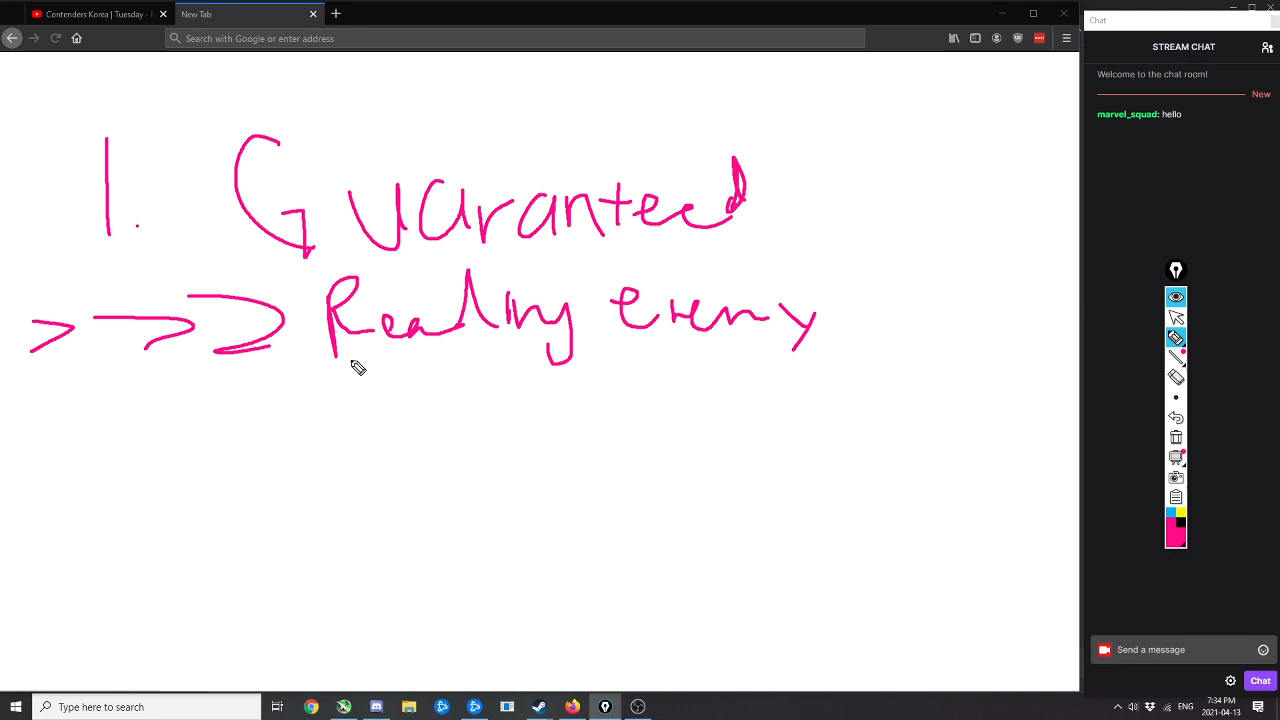 Contenders Korea | Tuesday -
New Tab
Search with Google or enter address
Chat
STREAM CHAT
Welcome to the chat room!
New
marvel_squad: hello
1. Guaranteed
Reading enemy
Send a message
Chat
Type here to search
ENG
7:34 PM
2021-04-13